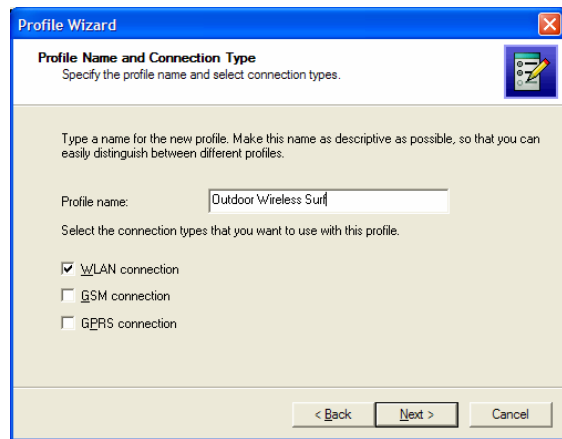 Profile Wizard
Profile Name and Connection Type
Specify the profile name and select connection types.
Type a name for the new profile. Make this name as descriptive as possible, so that you can
easily distinguish between different profiles.
Profile name: Outdoor Wireless Surf
Select the connection types that you want to use with this profile.
WLAN connection
GSM connection
GPRS connection
< Back Next > Cancel